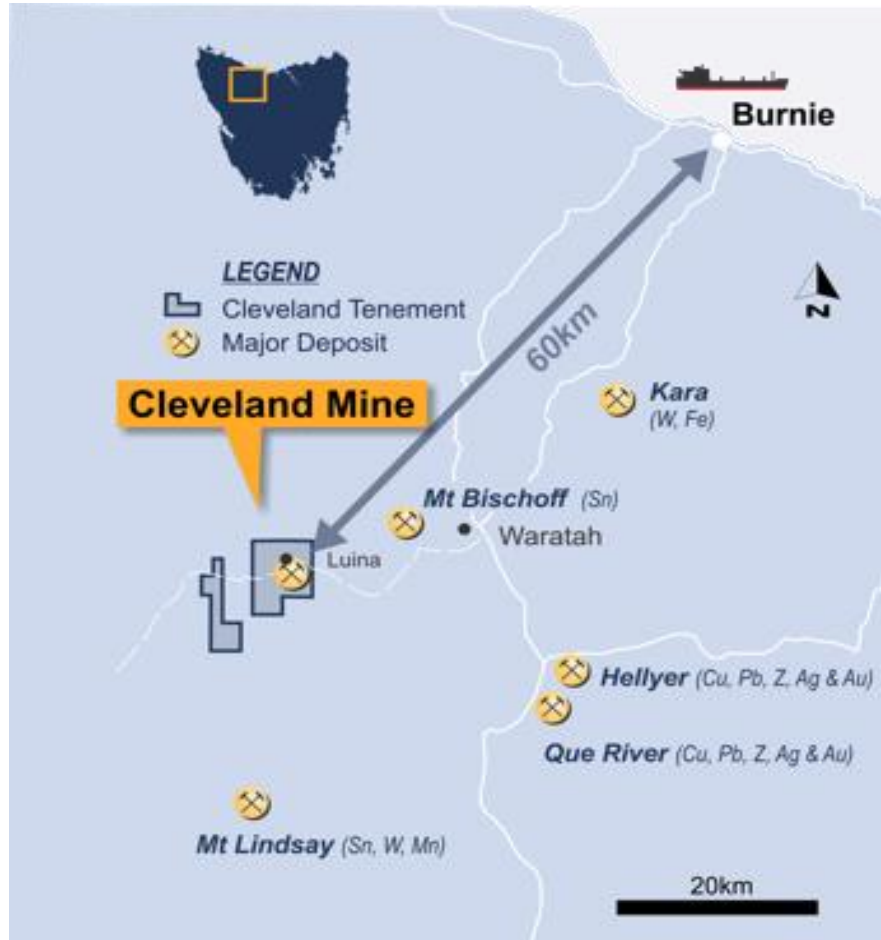 Burnie
LEGEND
Cleveland Tenement
Major Deposit
N
60km
Cleveland Mine
Kara
(W, Fe)
Mt Bischoff (Sn)
Waratah
Luina
Hellyer (Cu, Pb, Z, Ag & Au)
Que River (Cu, Pb, Z, Ag & Au)
Mt Lindsay (Sn, W, Mn)
20km